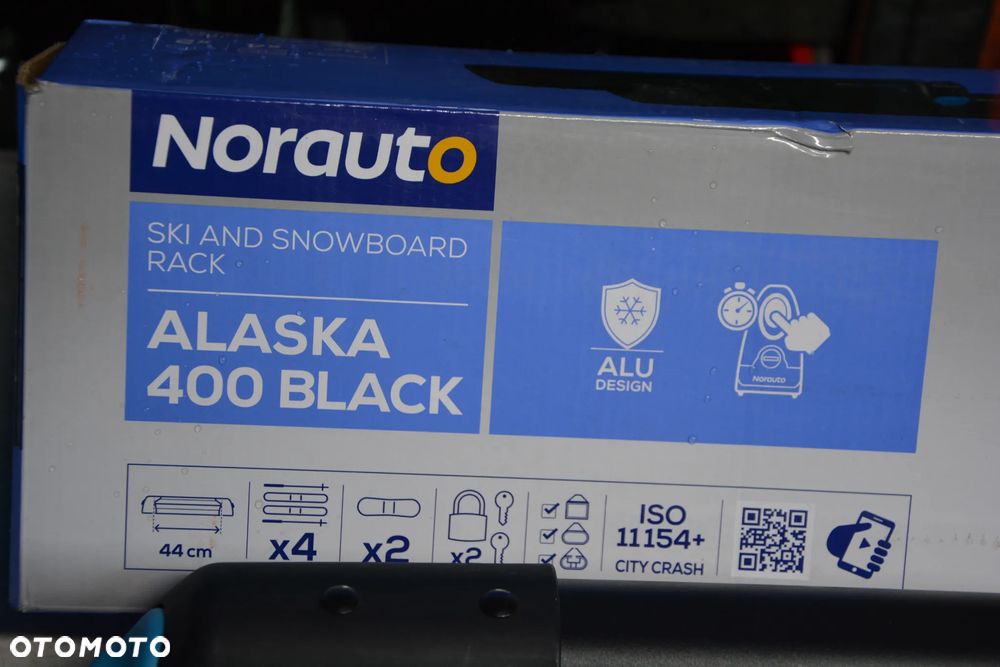 Norauto
SKI AND SNOWBOARD
RACK
ALASKA
400 BLACK
ALU
DESIGN
Norauto
44 cm
x4
x2
x2
ISO
11154+
CITY CRASH
OTOMOTO